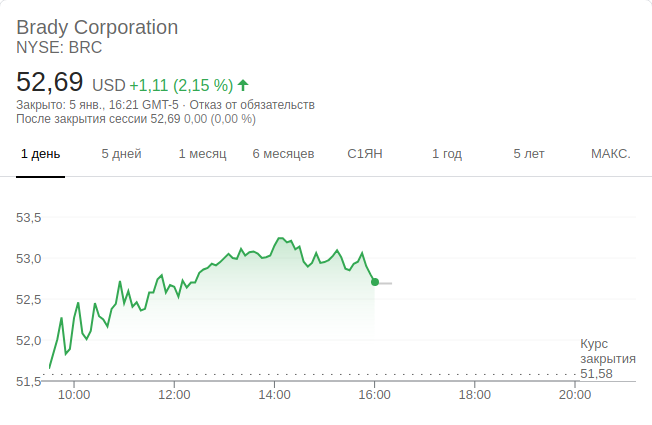 Brady Corporation
NYSE: BRC
52,69 USD +1,11 (2,15 %)
Закрыто: 5 янв., 16:21 GMT-5 · Отказ от обязательств
После закрытия сессии 52,69 0,00 (0,00 %)
1 день 5 дней 1 месяц 6 месяцев С1ЯН 1 год 5 лет МАКС.
53,5
53,0
52,5
52,0
Курс
закрытия
51,58
51,5
10:00 12:00 14:00 16:00 18:00 20:00